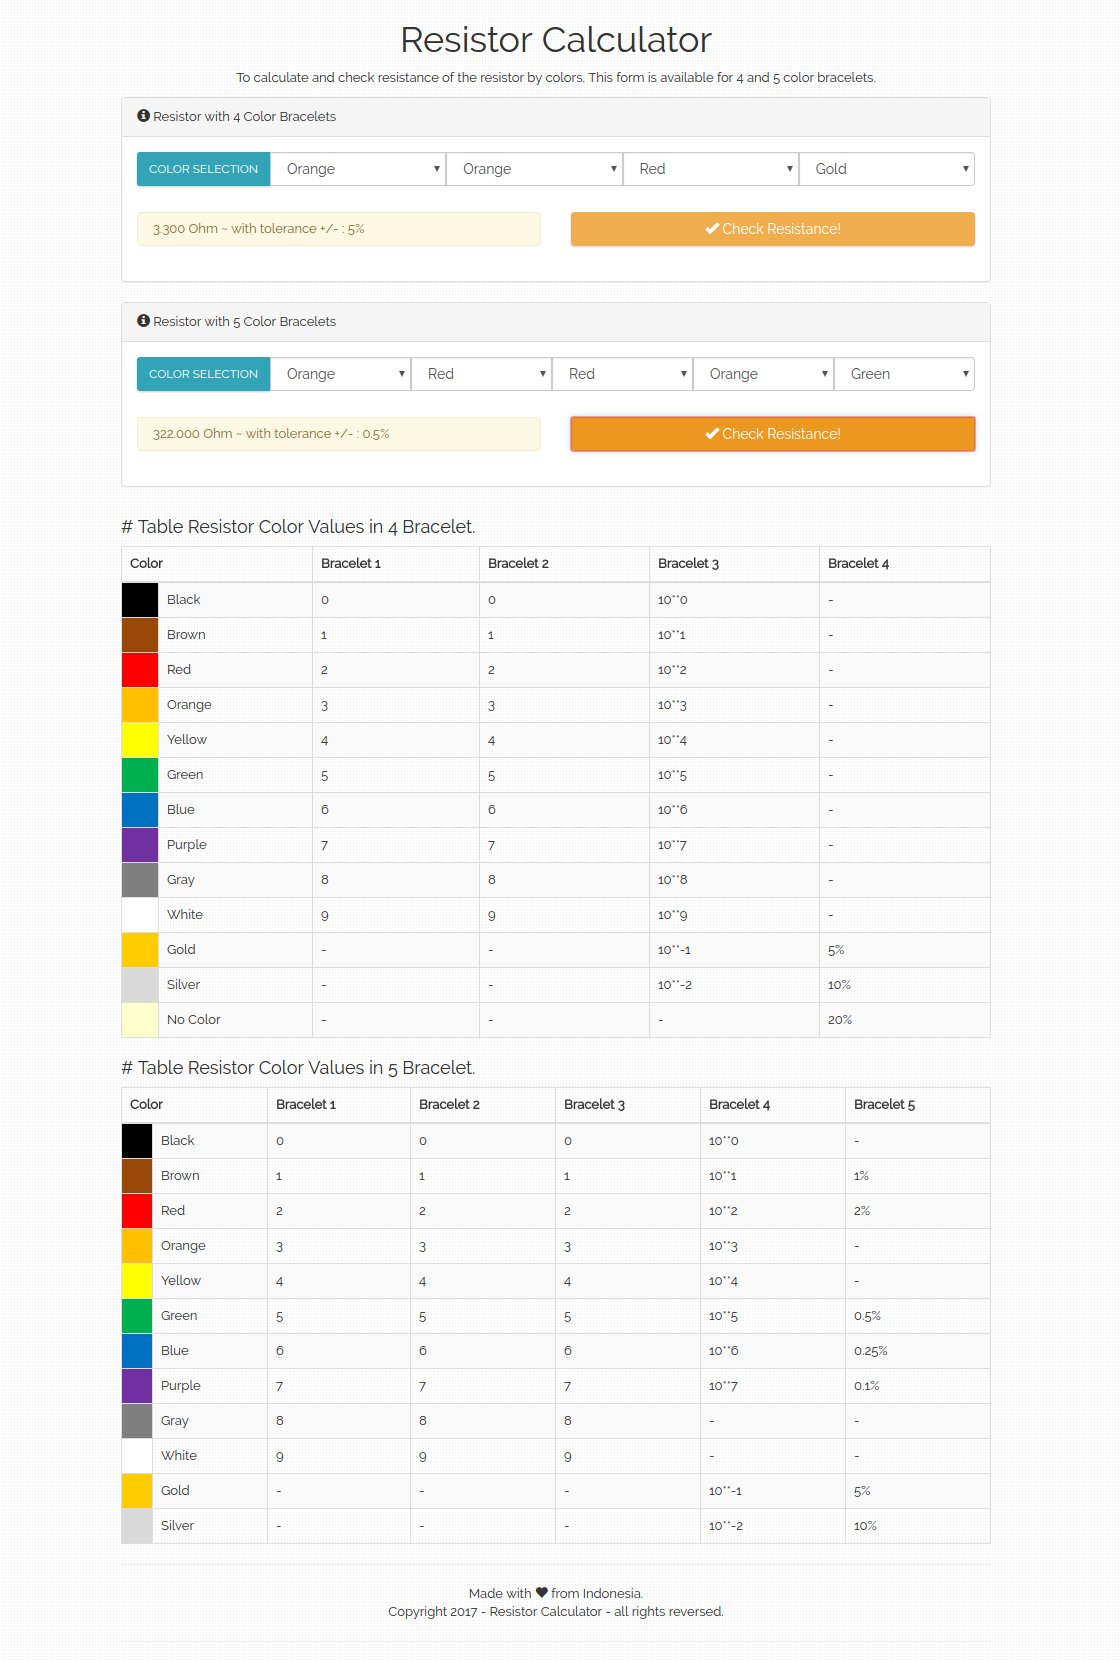 Resistor Calculator
To calculate and check resistance of the resistor by colors. This form is available for 4 and 5 color bracelets.
Resistor with 4 Color Bracelets
COLOR SELECTION Orange Orange Red Gold
3.300 Ohm ~ with tolerance +/- : 5% Check Resistance!
Resistor with 5 Color Bracelets
COLOR SELECTION Orange Red Red Orange Green
322.000 Ohm ~ with tolerance +/- : 0.5% Check Resistance!
# Table Resistor Color Values in 4 Bracelet.
Color Bracelet 1 Bracelet 2 Bracelet 3 Bracelet 4
Black 0 0 10**0 -
Brown 1 1 10**1 -
Red 2 2 10**2 -
Orange 3 3 10**3 -
Yellow 4 4 10**4 -
Green 5 5 10**5 -
Blue 6 6 10**6 -
Purple 7 7 10**7 -
Gray 8 8 10**8 -
White 9 9 10**9 -
Gold - - 10**-1 5%
Silver - - 10**-2 10%
No Color - - - 20%
# Table Resistor Color Values in 5 Bracelet.
Color Bracelet 1 Bracelet 2 Bracelet 3 Bracelet 4 Bracelet 5
Black 0 0 0 10**0 -
Brown 1 1 1 10**1 1%
Red 2 2 2 10**2 2%
Orange 3 3 3 10**3 -
Yellow 4 4 4 10**4 -
Green 5 5 5 10**5 0.5%
Blue 6 6 6 10**6 0.25%
Purple 7 7 7 10**7 0.1%
Gray 8 8 8 - -
White 9 9 9 - -
Gold - - - 10**-1 5%
Silver - - - 10**-2 10%
Made with ♥ from Indonesia.
Copyright 2017 - Resistor Calculator - all rights reversed.